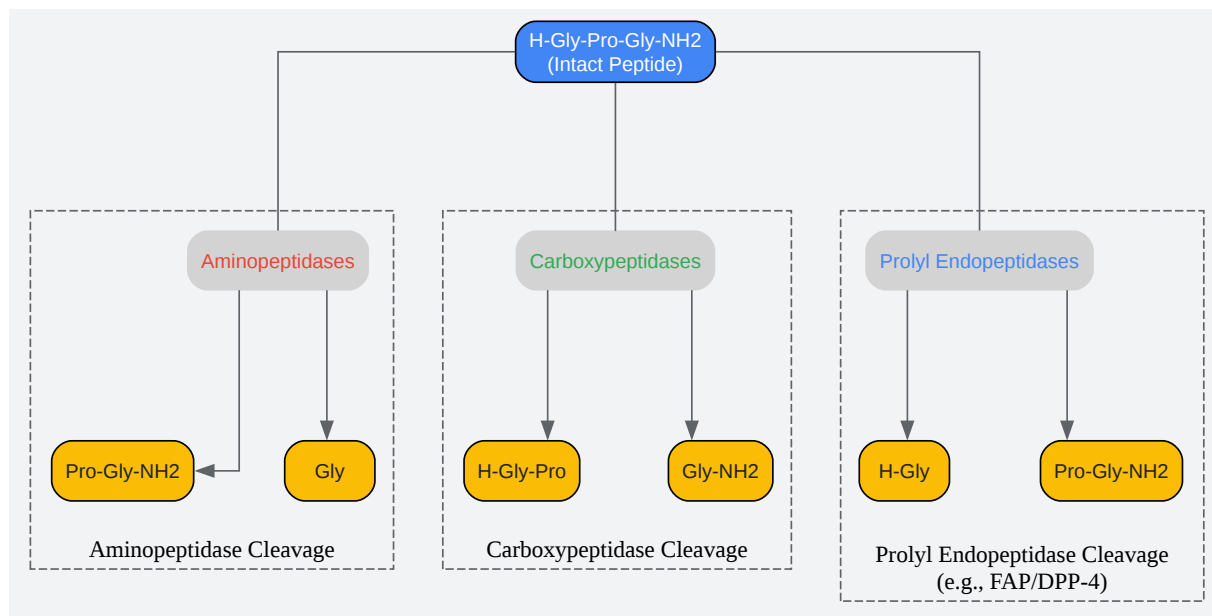 H-Gly-Pro-Gly-NH2
(Intact Peptide)
Aminopeptidases
Carboxypeptidases
Prolyl Endopeptidases
Pro-Gly-NH2
Gly
H-Gly-Pro
Gly-NH2
H-Gly
Pro-Gly-NH2
Aminopeptidase Cleavage
Carboxypeptidase Cleavage
Prolyl Endopeptidase Cleavage
(e.g., FAP/DPP-4)